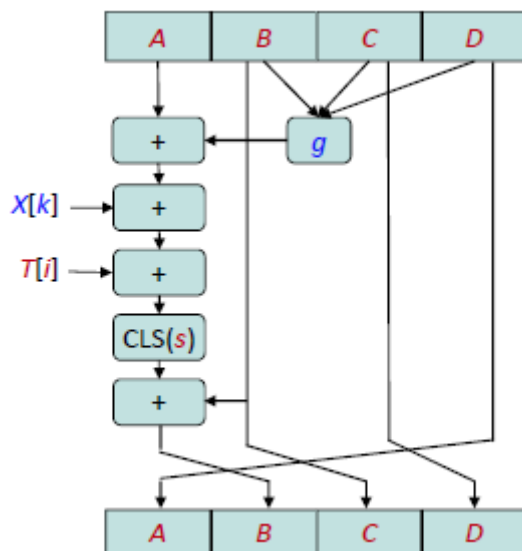 A B C D
+ g
X[k] +
T[i] +
CLS(s)
+
A B C D